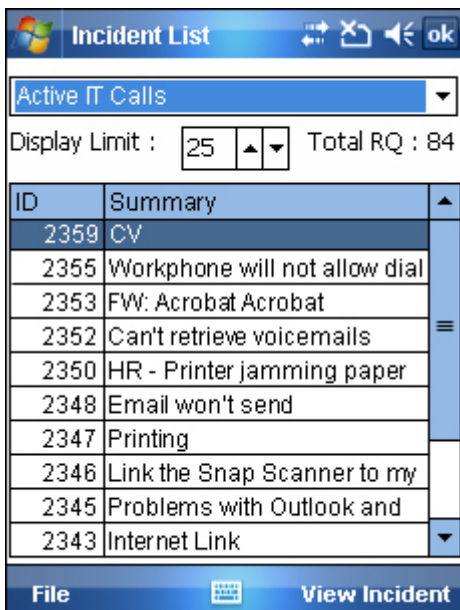 Incident List ok
Active IT Calls
Display Limit : 25 Total RQ : 84
ID Summary
2359 CV
2355 Workphone will not allow dial
2353 FW: Acrobat Acrobat
2352 Can't retrieve voicemails
2350 HR - Printer jamming paper
2348 Email won't send
2347 Printing
2346 Link the Snap Scanner to my
2345 Problems with Outlook and
2343 Internet Link
File View Incident